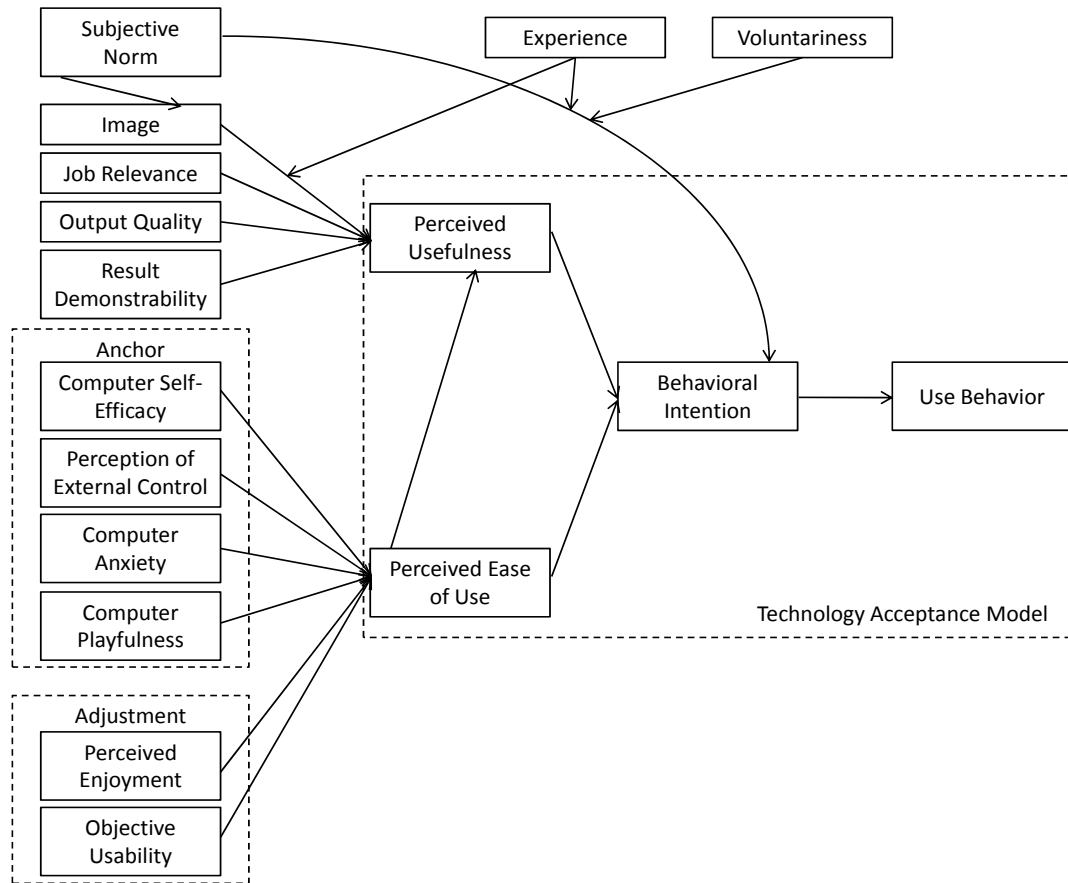 Subjective
Norm
Experience
Voluntariness
Image
Job Relevance
Output Quality
Result
Demonstrability
Perceived
Usefulness
Anchor
Computer Self-
Efficacy
Perception of
External Control
Computer
Anxiety
Computer
Playfulness
Behavioral
Intention
Use Behavior
Perceived Ease
of Use
Technology Acceptance Model
Adjustment
Perceived
Enjoyment
Objective
Usability